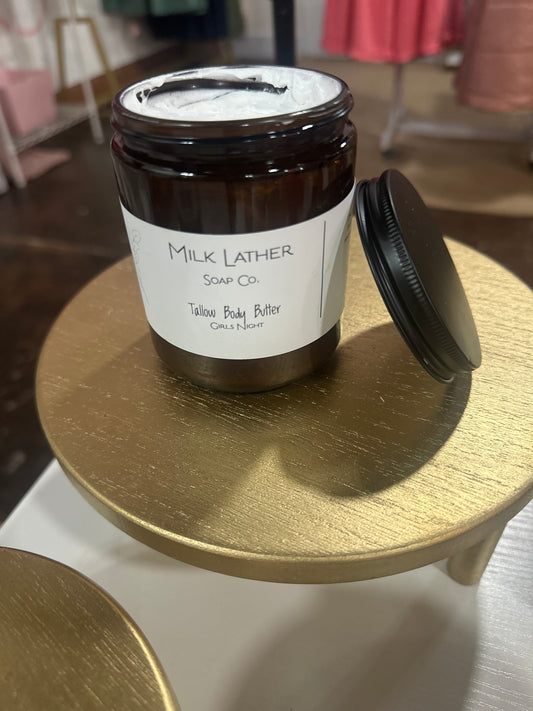 Milk Lather
Soap Co.
Tallow Body Butter
Girls Night